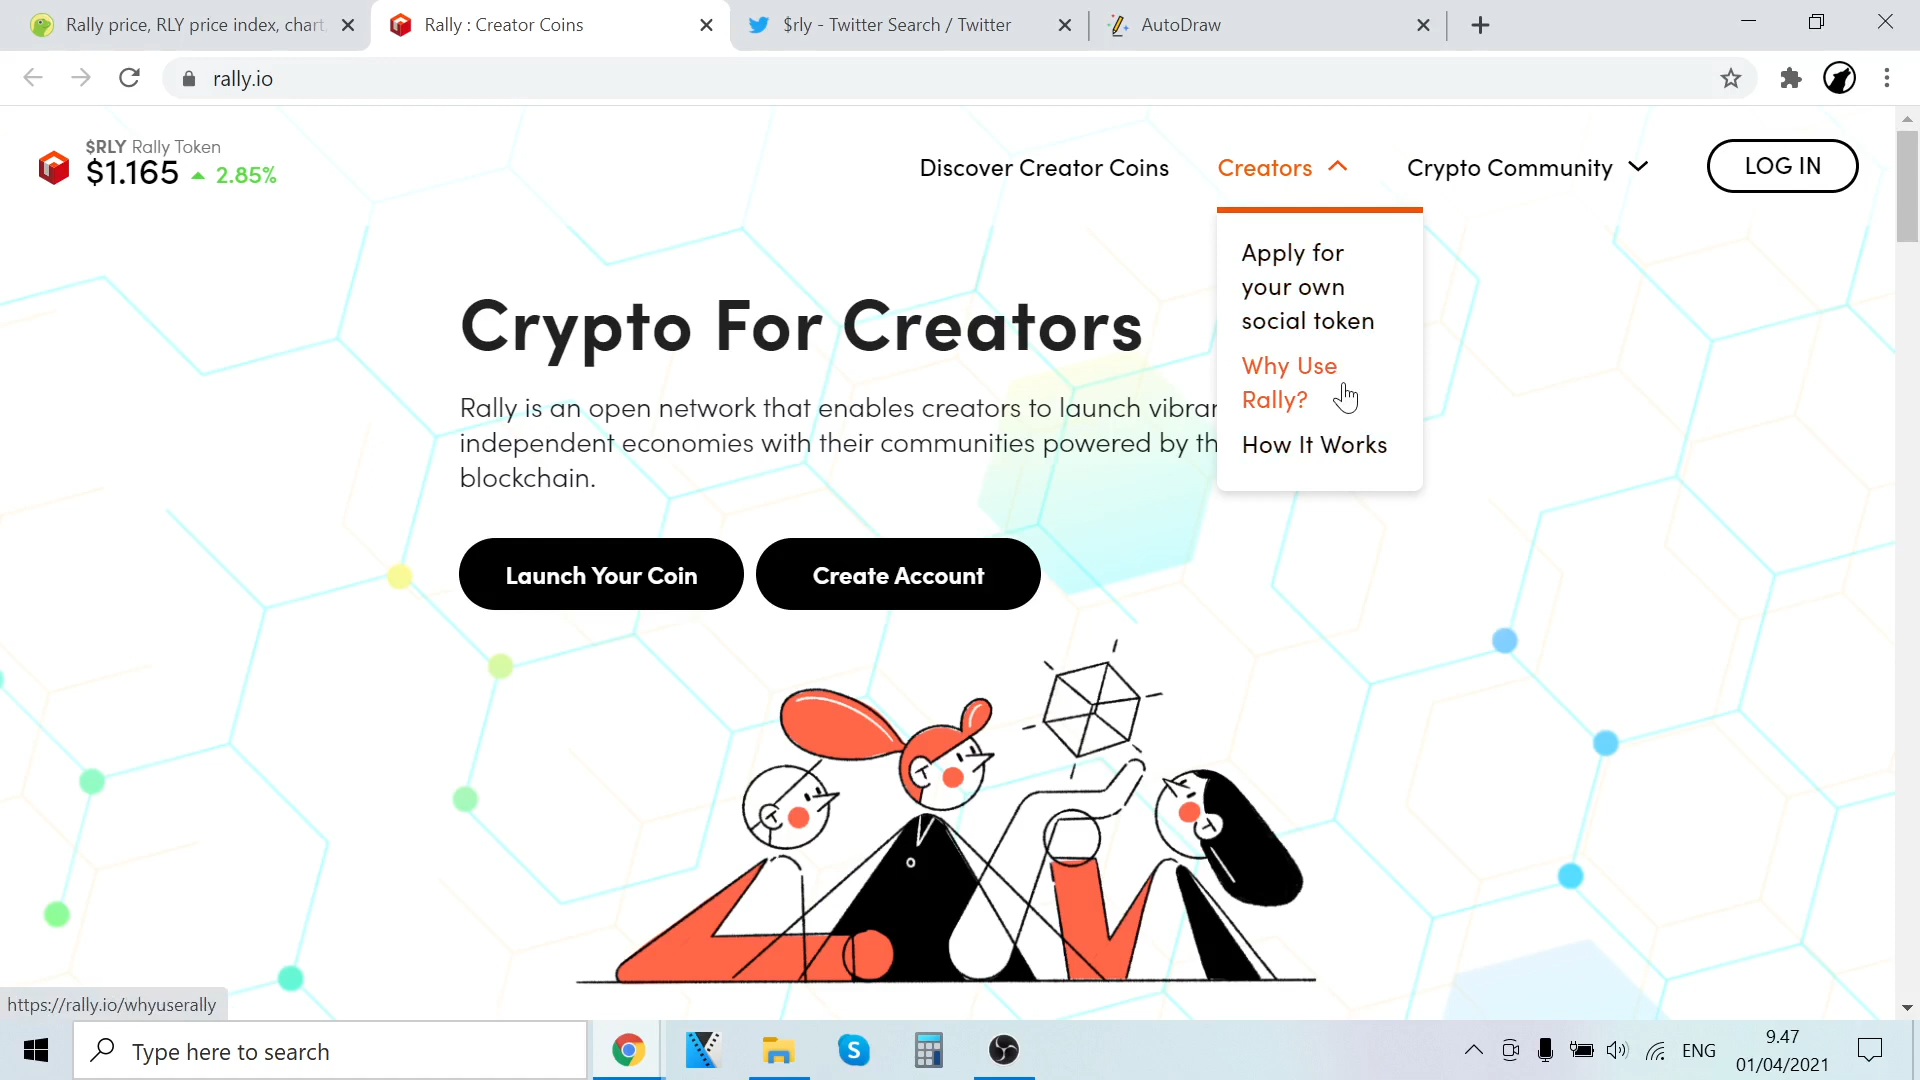 Rally price, RLY price index, chart
Rally : Creator Coins
$rly - Twitter Search / Twitter
AutoDraw
rally.io
$RLY Rally Token
$1.165 2.85%
Discover Creator Coins
Creators
Crypto Community
LOG IN
Apply for
your own
social token
Why Use
Rally?
How It Works
Crypto For Creators
Rally is an open network that enables creators to launch vibrar
independent economies with their communities powered by th
blockchain.
Launch Your Coin
Create Account
https://rally.io/whyuserally
Type here to search
ENG
9.47
01/04/2021